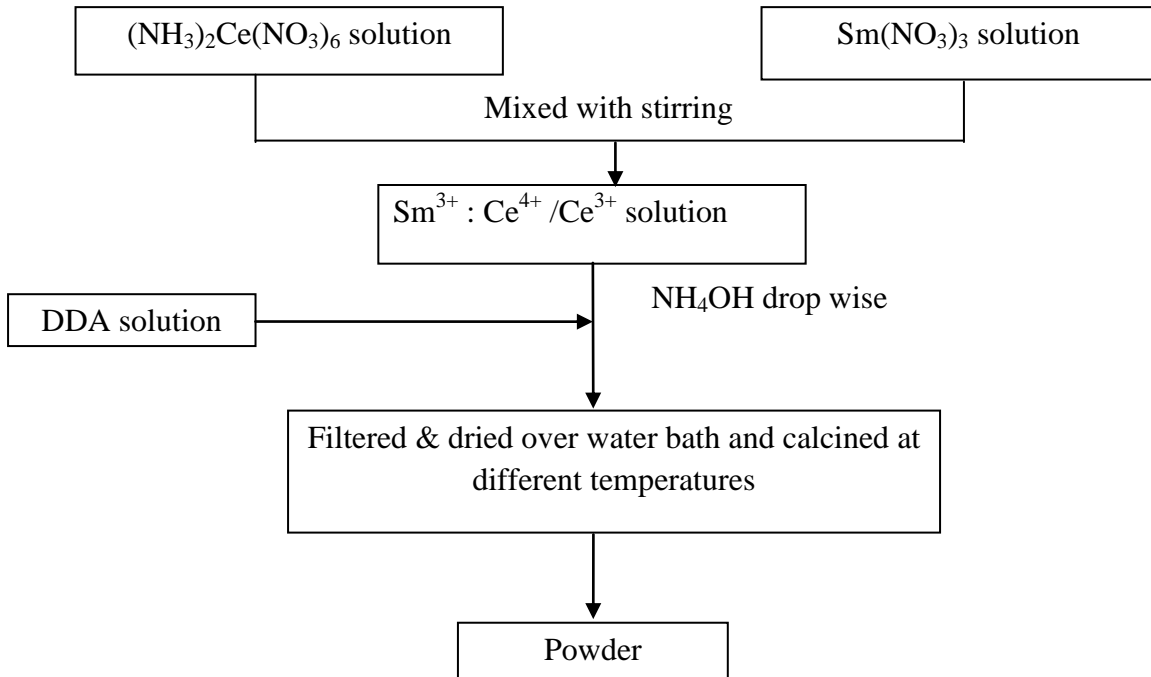 (NH₃)₂Ce(NO₃)₆ solution
Sm(NO₃)₃ solution
Mixed with stirring
Sm³⁺ : Ce⁴⁺ /Ce³⁺ solution
NH₄OH drop wise
DDA solution
Filtered & dried over water bath and calcined at
different temperatures
Powder